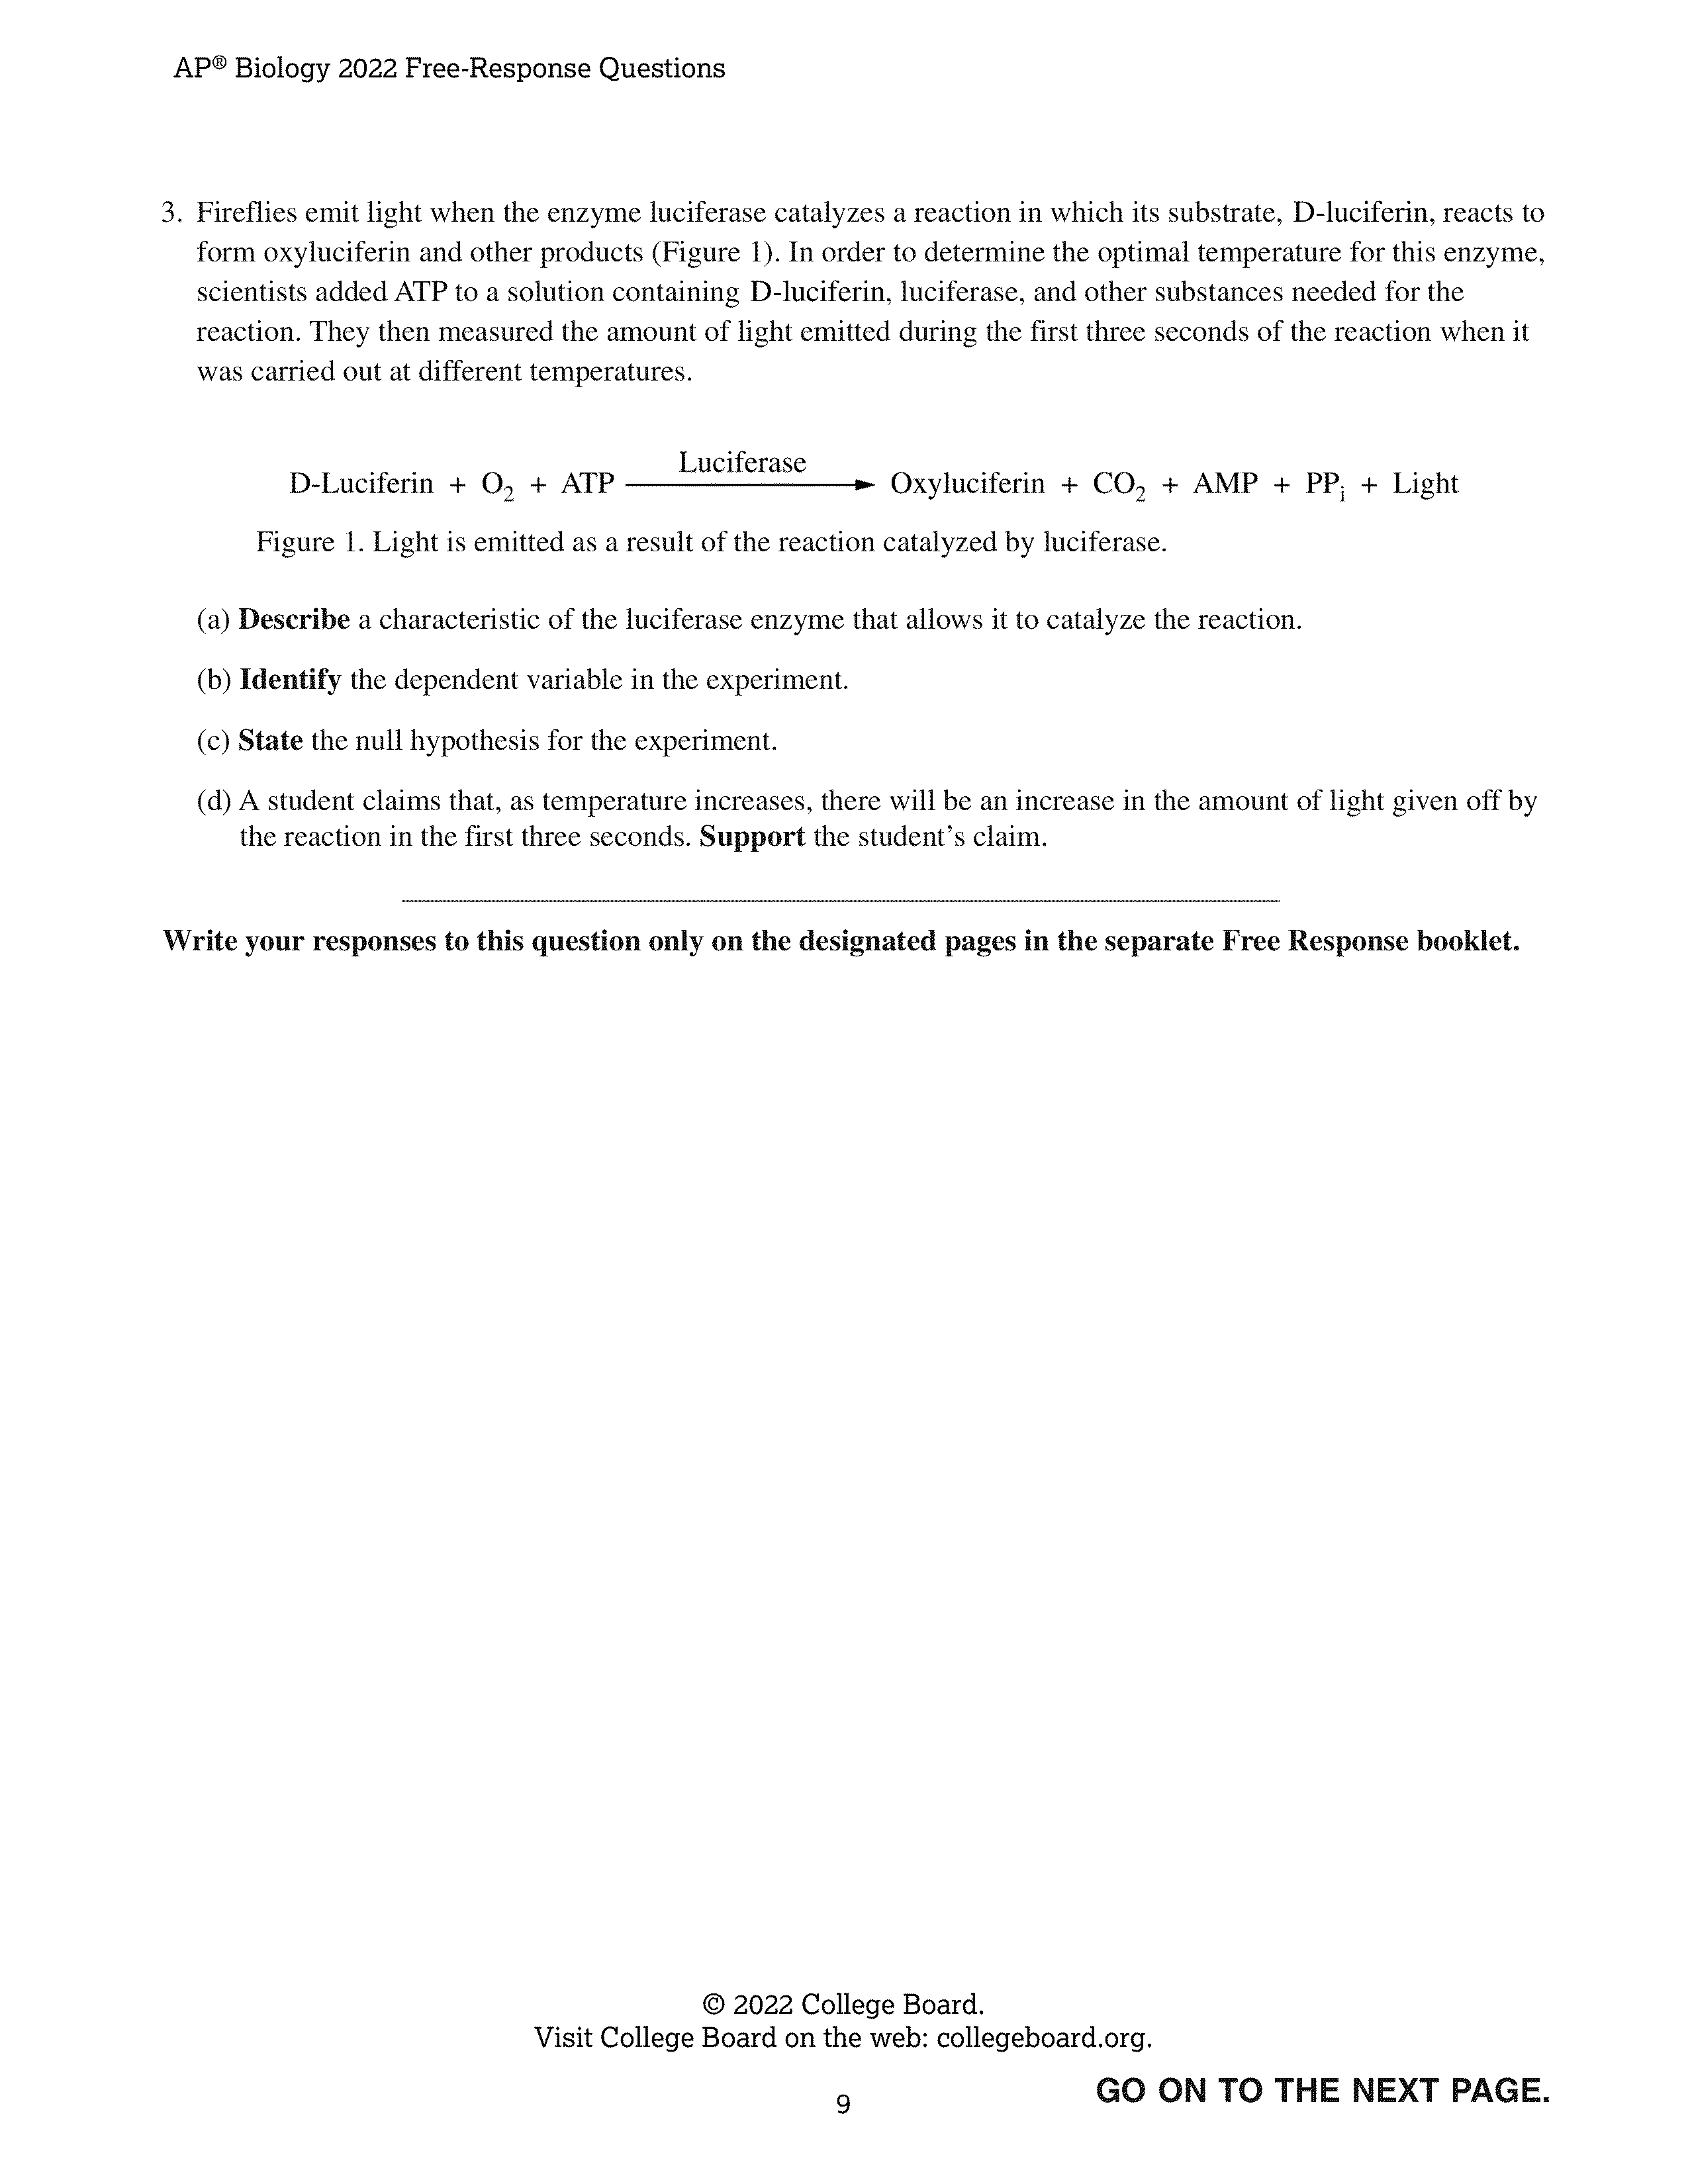 AP® Biology 2022 Free-Response Questions
3. Fireflies emit light when the enzyme luciferase catalyzes a reaction in which its substrate, D-luciferin, reacts to
form oxyluciferin and other products (Figure 1). In order to determine the optimal temperature for this enzyme,
scientists added ATP to a solution containing D-luciferin, luciferase, and other substances needed for the
reaction. They then measured the amount of light emitted during the first three seconds of the reaction when it
was carried out at different temperatures.
Luciferase
D-Luciferin + O₂ + ATP ⟶ Oxyluciferin + CO₂ + AMP + PPᵢ + Light
Figure 1. Light is emitted as a result of the reaction catalyzed by luciferase.
(a) Describe a characteristic of the luciferase enzyme that allows it to catalyze the reaction.
(b) Identify the dependent variable in the experiment.
(c) State the null hypothesis for the experiment.
(d) A student claims that, as temperature increases, there will be an increase in the amount of light given off by
the reaction in the first three seconds. Support the student's claim.
Write your responses to this question only on the designated pages in the separate Free Response booklet.
© 2022 College Board.
Visit College Board on the web: collegeboard.org.
GO ON TO THE NEXT PAGE.
9